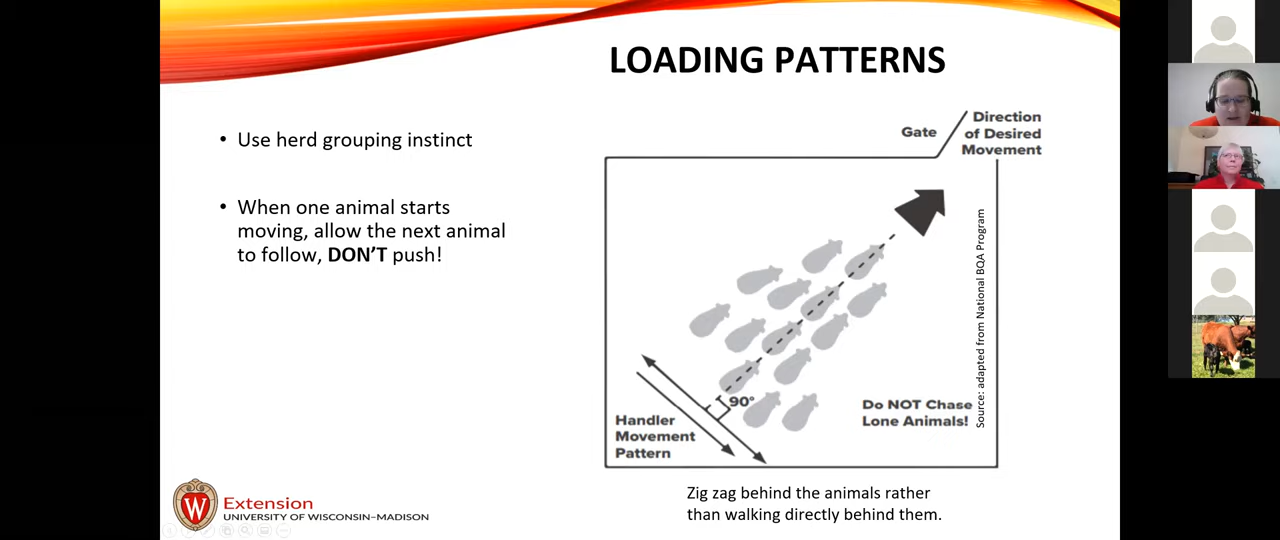 LOADING PATTERNS
• Use herd grouping instinct
• When one animal starts
moving, allow the next animal
to follow, DON'T push!
Gate
Direction
of Desired
Movement
Source: adapted from National BQA Program
90°
Do NOT Chase
Lone Animals!
Handler
Movement
Pattern
Zig zag behind the animals rather
than walking directly behind them.
W
Extension
UNIVERSITY OF WISCONSIN–MADISON